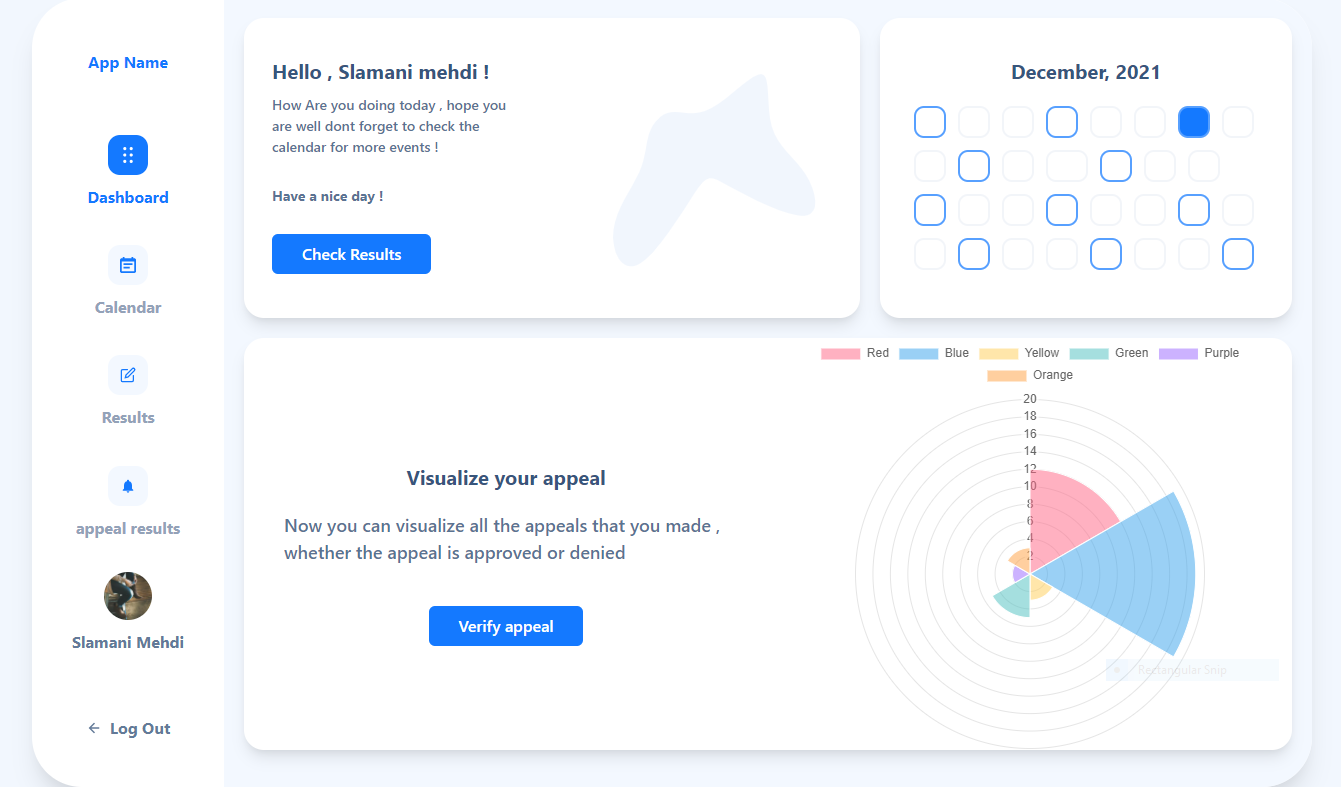 App Name
Dashboard
Calendar
Results
appeal results
Slamani Mehdi
Log Out
Hello , Slamani mehdi !
How Are you doing today , hope you
are well dont forget to check the
calendar for more events !
Have a nice day !
Check Results
December, 2021
Visualize your appeal
Now you can visualize all the appeals that you made ,
whether the appeal is approved or denied
Verify appeal
Red Blue Yellow Green Purple
Orange
20
18
16
14
12
10
8
6
4
2
Rectangular Snip